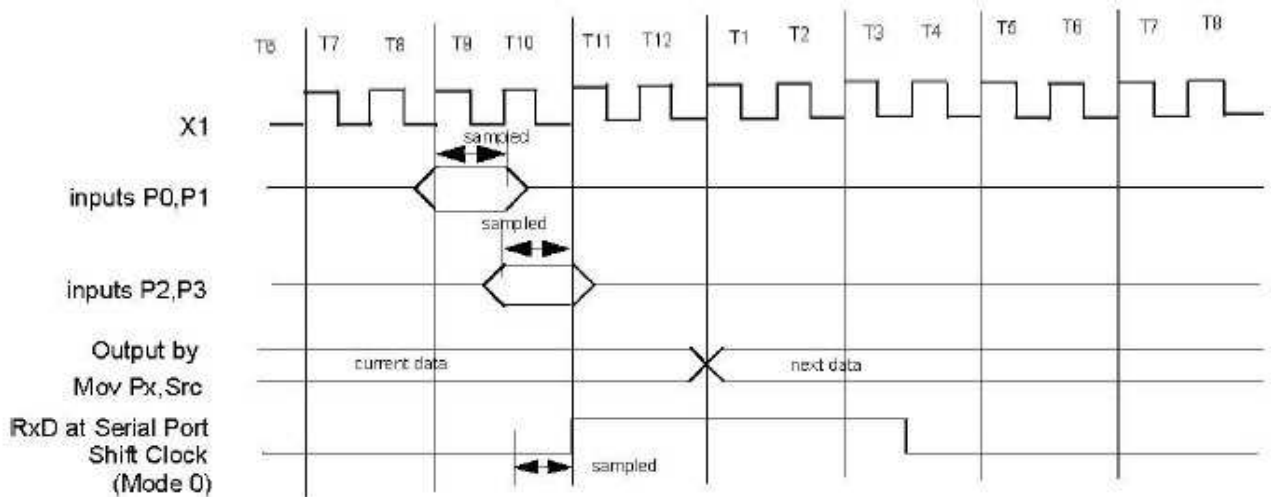 T6 T7 T8 T9 T10 T11 T12 T1 T2 T3 T4 T5 T6 T7 T8
X1
sampled
inputs P0,P1
sampled
inputs P2,P3
Output by
current data next data
Mov Px,Src
RxD at Serial Port
Shift Clock
sampled
(Mode 0)